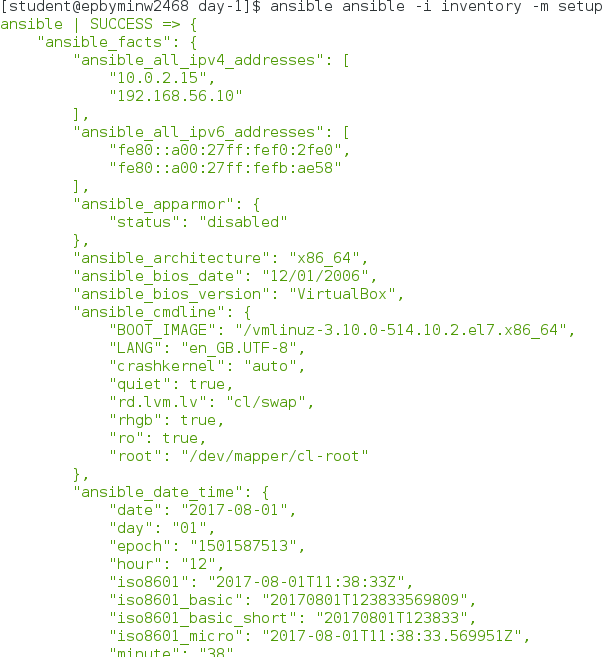 [student@epbyminw2468 day-1]$ ansible ansible -i inventory -m setup
ansible | SUCCESS => {
    "ansible_facts": {
        "ansible_all_ipv4_addresses": [
            "10.0.2.15",
            "192.168.56.10"
        ],
        "ansible_all_ipv6_addresses": [
            "fe80::a00:27ff:fef0:2fe0",
            "fe80::a00:27ff:fefb:ae58"
        ],
        "ansible_apparmor": {
            "status": "disabled"
        },
        "ansible_architecture": "x86_64",
        "ansible_bios_date": "12/01/2006",
        "ansible_bios_version": "VirtualBox",
        "ansible_cmdline": {
            "BOOT_IMAGE": "/vmlinuz-3.10.0-514.10.2.el7.x86_64",
            "LANG": "en_GB.UTF-8",
            "crashkernel": "auto",
            "quiet": true,
            "rd.lvm.lv": "cl/swap",
            "rhgb": true,
            "ro": true,
            "root": "/dev/mapper/cl-root"
        },
        "ansible_date_time": {
            "date": "2017-08-01",
            "day": "01",
            "epoch": "1501587513",
            "hour": "12",
            "iso8601": "2017-08-01T11:38:33Z",
            "iso8601_basic": "20170801T123833569809",
            "iso8601_basic_short": "20170801T123833",
            "iso8601_micro": "2017-08-01T11:38:33.569951Z",
            "minute": "38"